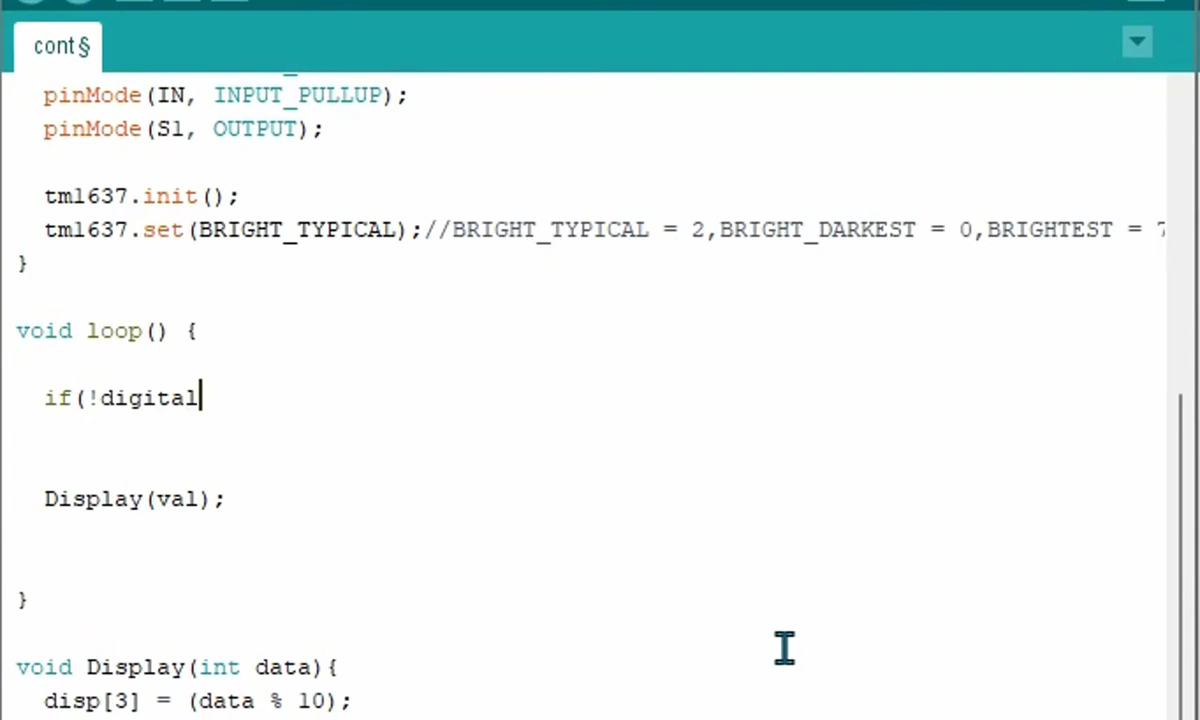 cont§
pinMode(IN, INPUT_PULLUP);
pinMode(S1, OUTPUT);
tm1637.init();
tm1637.set(BRIGHT_TYPICAL);//BRIGHT_TYPICAL = 2,BRIGHT_DARKEST = 0,BRIGHTEST = 7
}
void loop() {
if(!digital
Display(val);
}
void Display(int data){
disp[3] = (data % 10);